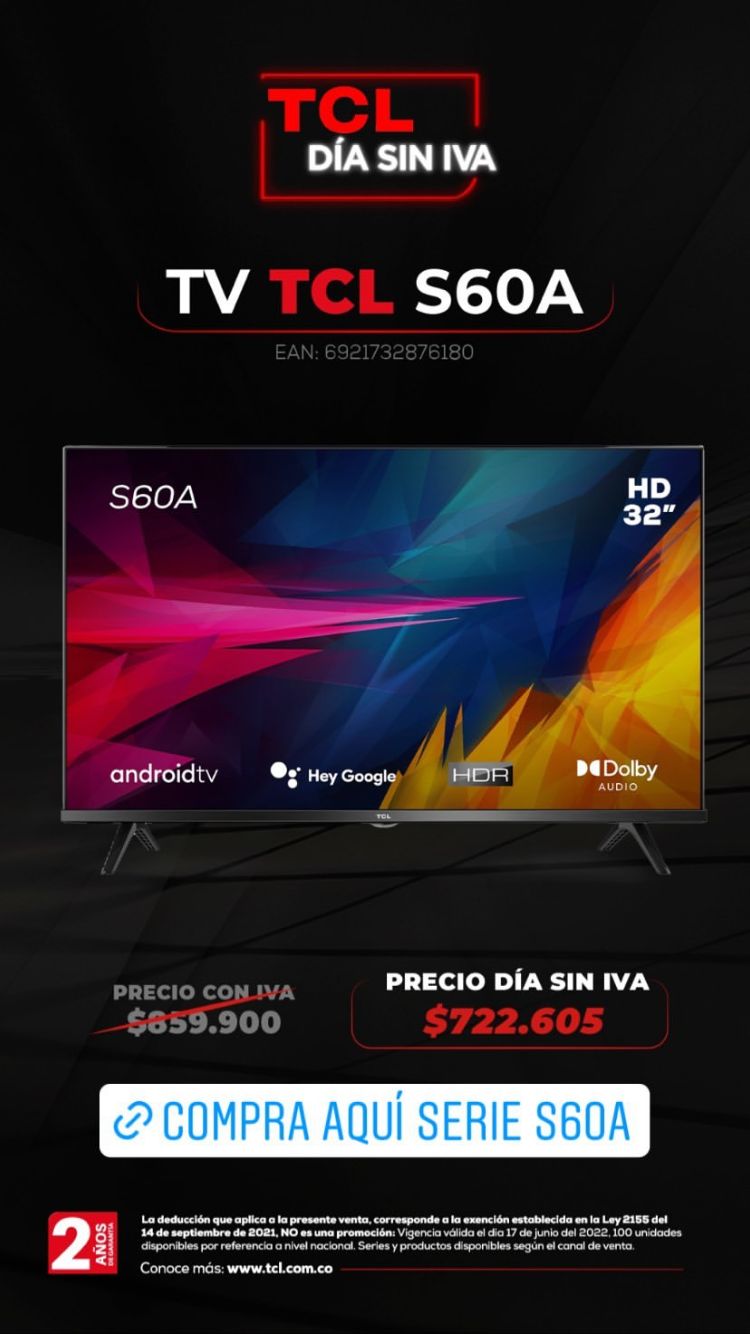 TCL
DÍA SIN IVA
TV TCL S60A
EAN: 6921732876180
S60A
HD
32”
androidtv
Hey Google
HDR
Dolby
AUDIO
TCL
PRECIO CON IVA
$859.900
PRECIO DÍA SIN IVA
$722.605
COMPRA AQUÍ SERIE S60A
2 AÑOS
DE GARANTÍA
La deducción que aplica a la presente venta, corresponde a la exención establecida en la Ley 2155 del
14 de septiembre de 2021, NO es una promoción: Vigencia válida el dia 17 de junio del 2022, 100 unidades
disponibles por referencia a nivel nacional. Series y productos disponibles según el canal de venta.
Conoce más: www.tcl.com.co